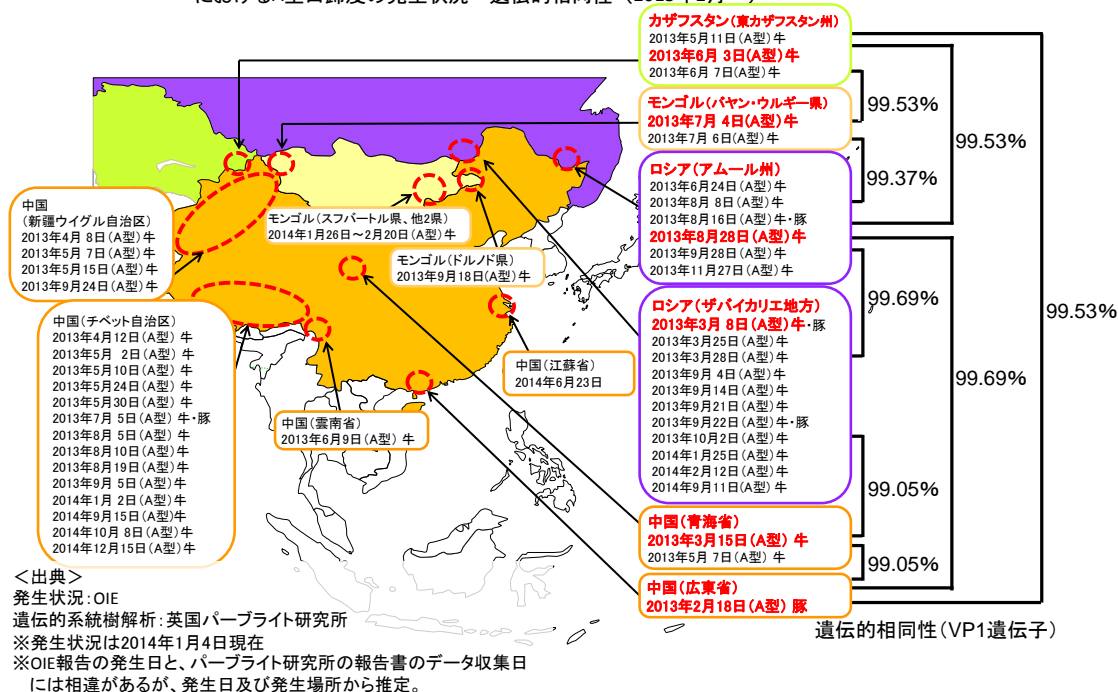 におけるA型口蹄疫の発生状況
カザフスタン(東カザフスタン州)
2013年5月11日(A型)牛
2013年6月 3日(A型)牛
2013年6月 7日(A型)牛
モンゴル(バヤン・ウルギー県)
2013年7月 4日(A型)牛
2013年7月 6日(A型)牛
ロシア(アムール州)
2013年6月24日(A型)牛
2013年8月 8日(A型)牛
2013年8月16日(A型)牛・豚
2013年8月28日(A型)牛
2013年9月28日(A型)牛
2013年11月27日(A型)牛
ロシア(ザバイカリエ地方)
2013年3月 8日(A型)牛・豚
2013年3月25日(A型)牛
2013年3月28日(A型)牛
2013年9月 4日(A型)牛
2013年9月14日(A型)牛
2013年9月21日(A型)牛
2013年9月22日(A型)牛・豚
2013年10月2日(A型)牛
2014年1月25日(A型)牛
2014年2月12日(A型)牛
2014年9月11日(A型)牛
中国(青海省)
2013年3月15日(A型) 牛
2013年5月 7日(A型) 牛
中国(広東省)
2013年2月18日(A型) 豚
99.53%
99.53%
99.37%
99.69%
99.53%
99.69%
99.05%
99.05%
遺伝的相同性(VP1遺伝子)
中国
(新疆ウイグル自治区)
2013年4月 8日(A型)牛
2013年5月 7日(A型)牛
2013年5月15日(A型)牛
2013年9月24日(A型)牛
モンゴル(スフバートル県、他2県)
2014年1月26日～2月20日(A型)牛
モンゴル(ドルノド県)
2013年9月18日(A型)牛
中国(チベット自治区)
2013年4月12日(A型) 牛
2013年5月 2日(A型) 牛
2013年5月10日(A型)牛
2013年5月24日(A型)牛
2013年5月30日(A型)牛
2013年7月 5日(A型) 牛・豚
2013年8月 5日(A型) 牛
2013年8月10日(A型)牛
2013年8月19日(A型)牛
2013年9月 5日(A型)牛
2014年1月 2日(A型)牛
2014年9月15日(A型)牛
2014年10月 8日(A型)牛
2014年12月15日(A型)牛
中国(雲南省)
2013年6月9日(A型) 牛
中国(江蘇省)
2014年6月23日
＜出典＞
発生状況:OIE
遺伝的系統樹解析:英国パーブライト研究所
※発生状況は2014年1月4日現在
※OIE報告の発生日と、パーブライト研究所の報告書のデータ収集日
には相違があるが、発生日及び発生場所から推定。